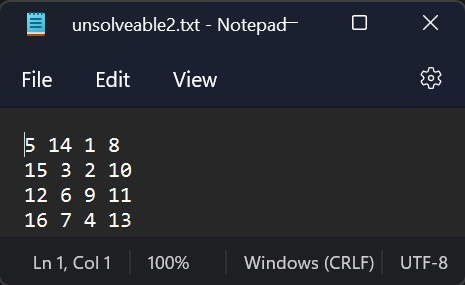 unsolveable2.txt - Notepad
File Edit View
5 14 1 8
15 3 2 10
12 6 9 11
16 7 4 13
Ln 1, Col 1 100% Windows (CRLF) UTF-8